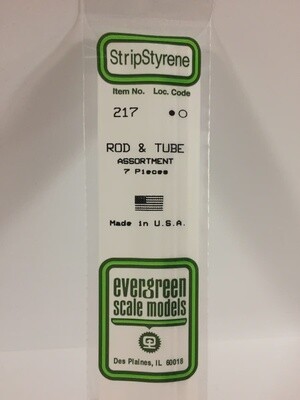 StripStyrene
Item No. Loc. Code
217 ●○
ROD & TUBE
ASSORTMENT
7 Pieces
Made in U.S.A.
evergreen
scale models
Des Plaines, IL 60018